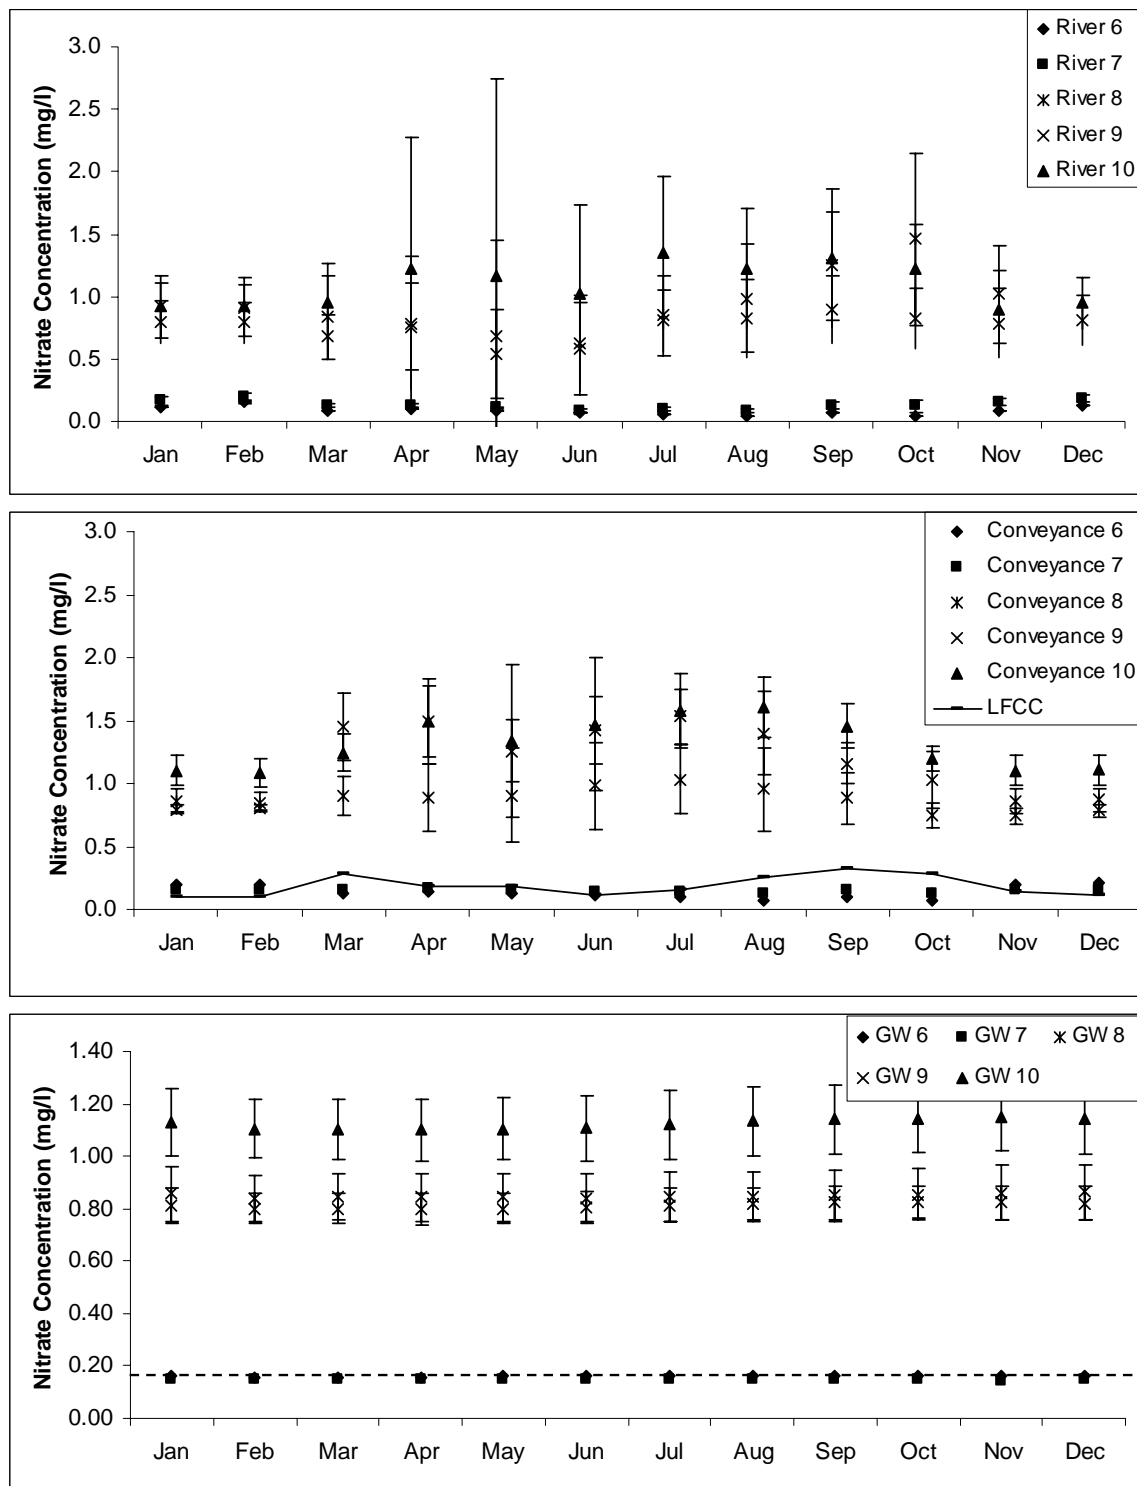 River 6
River 7
River 8
River 9
River 10
Nitrate Concentration (mg/l)
3.0
2.5
2.0
1.5
1.0
0.5
0.0
Jan Feb Mar Apr May Jun Jul Aug Sep Oct Nov Dec
Conveyance 6
Conveyance 7
Conveyance 8
Conveyance 9
Conveyance 10
LFCC
Nitrate Concentration (mg/l)
3.0
2.5
2.0
1.5
1.0
0.5
0.0
Jan Feb Mar Apr May Jun Jul Aug Sep Oct Nov Dec
GW 6 GW 7 GW 8
GW 9 GW 10
Nitrate Concentration (mg/l)
1.40
1.20
1.00
0.80
0.60
0.40
0.20
0.00
Jan Feb Mar Apr May Jun Jul Aug Sep Oct Nov Dec